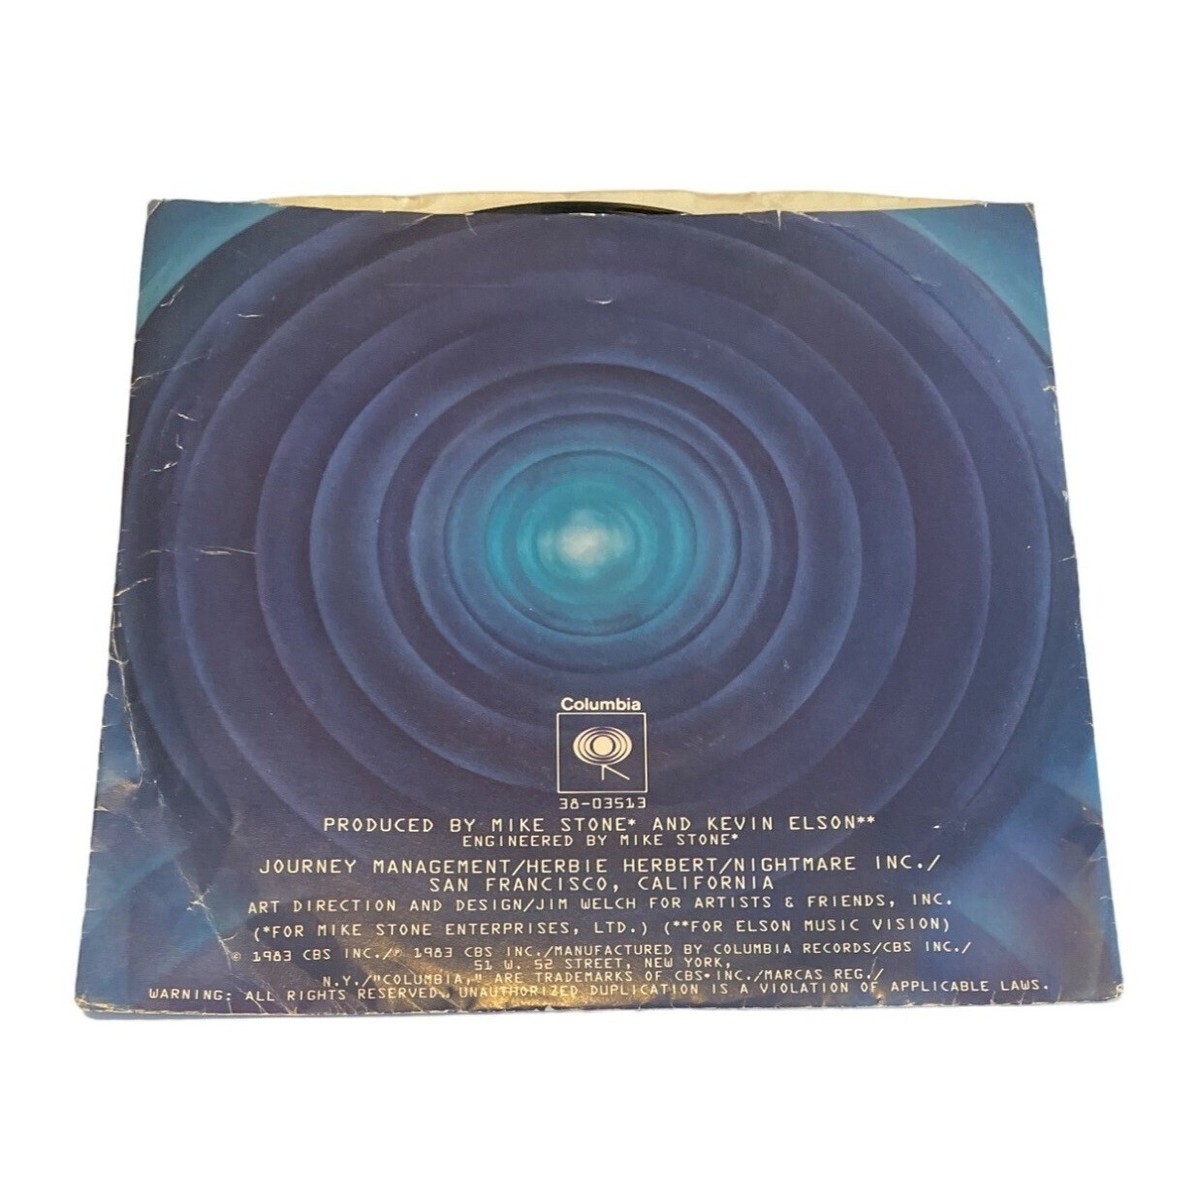 Columbia
38-03513
PRODUCED BY MIKE STONE* AND KEVIN ELSON**
ENGINEERED BY MIKE STONE*
JOURNEY MANAGEMENT/HERBIE HERBERT/NIGHTMARE INC./
SAN FRANCISCO, CALIFORNIA
ART DIRECTION AND DESIGN/JIM WELCH FOR ARTISTS & FRIENDS, INC.
(*FOR MIKE STONE ENTERPRISES, LTD.) (**FOR ELSON MUSIC VISION)
© 1983 CBS INC./℗ 1983 CBS INC./MANUFACTURED BY COLUMBIA RECORDS/CBS INC./
51 W. 52 STREET, NEW YORK,
N.Y./"COLUMBIA," ARE TRADEMARKS OF CBS INC./MARCAS REG./
WARNING: ALL RIGHTS RESERVED. UNAUTHORIZED DUPLICATION IS A VIOLATION OF APPLICABLE LAWS.